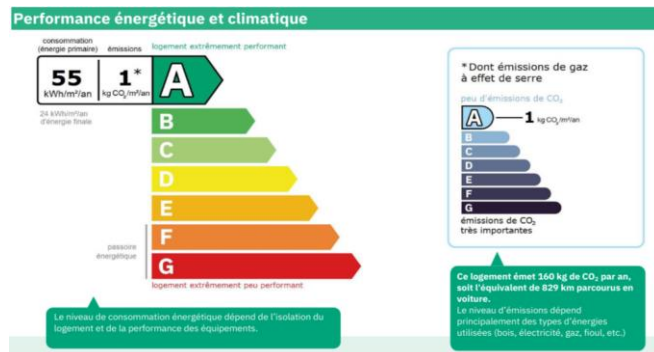 Performance énergétique et climatique
consommation
(énergie primaire)
émissions
logement extrêmement performant
55
kWh/m²/an
1*
kg CO₂/m²/an
A
24 kWh/m²/an
d'énergie finale
B
C
D
E
F
G
passoire
énergétique
logement extrêmement peu performant
Le niveau de consommation énergétique dépend de l'isolation du
logement et de la performance des équipements.
*Dont émissions de gaz
à effet de serre
peu d'émissions de CO₂
A
1 kg CO₂/m²/an
B
C
D
E
F
G
émissions de CO₂
très importantes
Ce logement émet 160 kg de CO₂ par an,
soit l'équivalent de 829 km parcourus en
voiture.
Le niveau d'émissions dépend
principalement des types d'énergies
utilisées (bois, électricité, gaz, fioul, etc.)